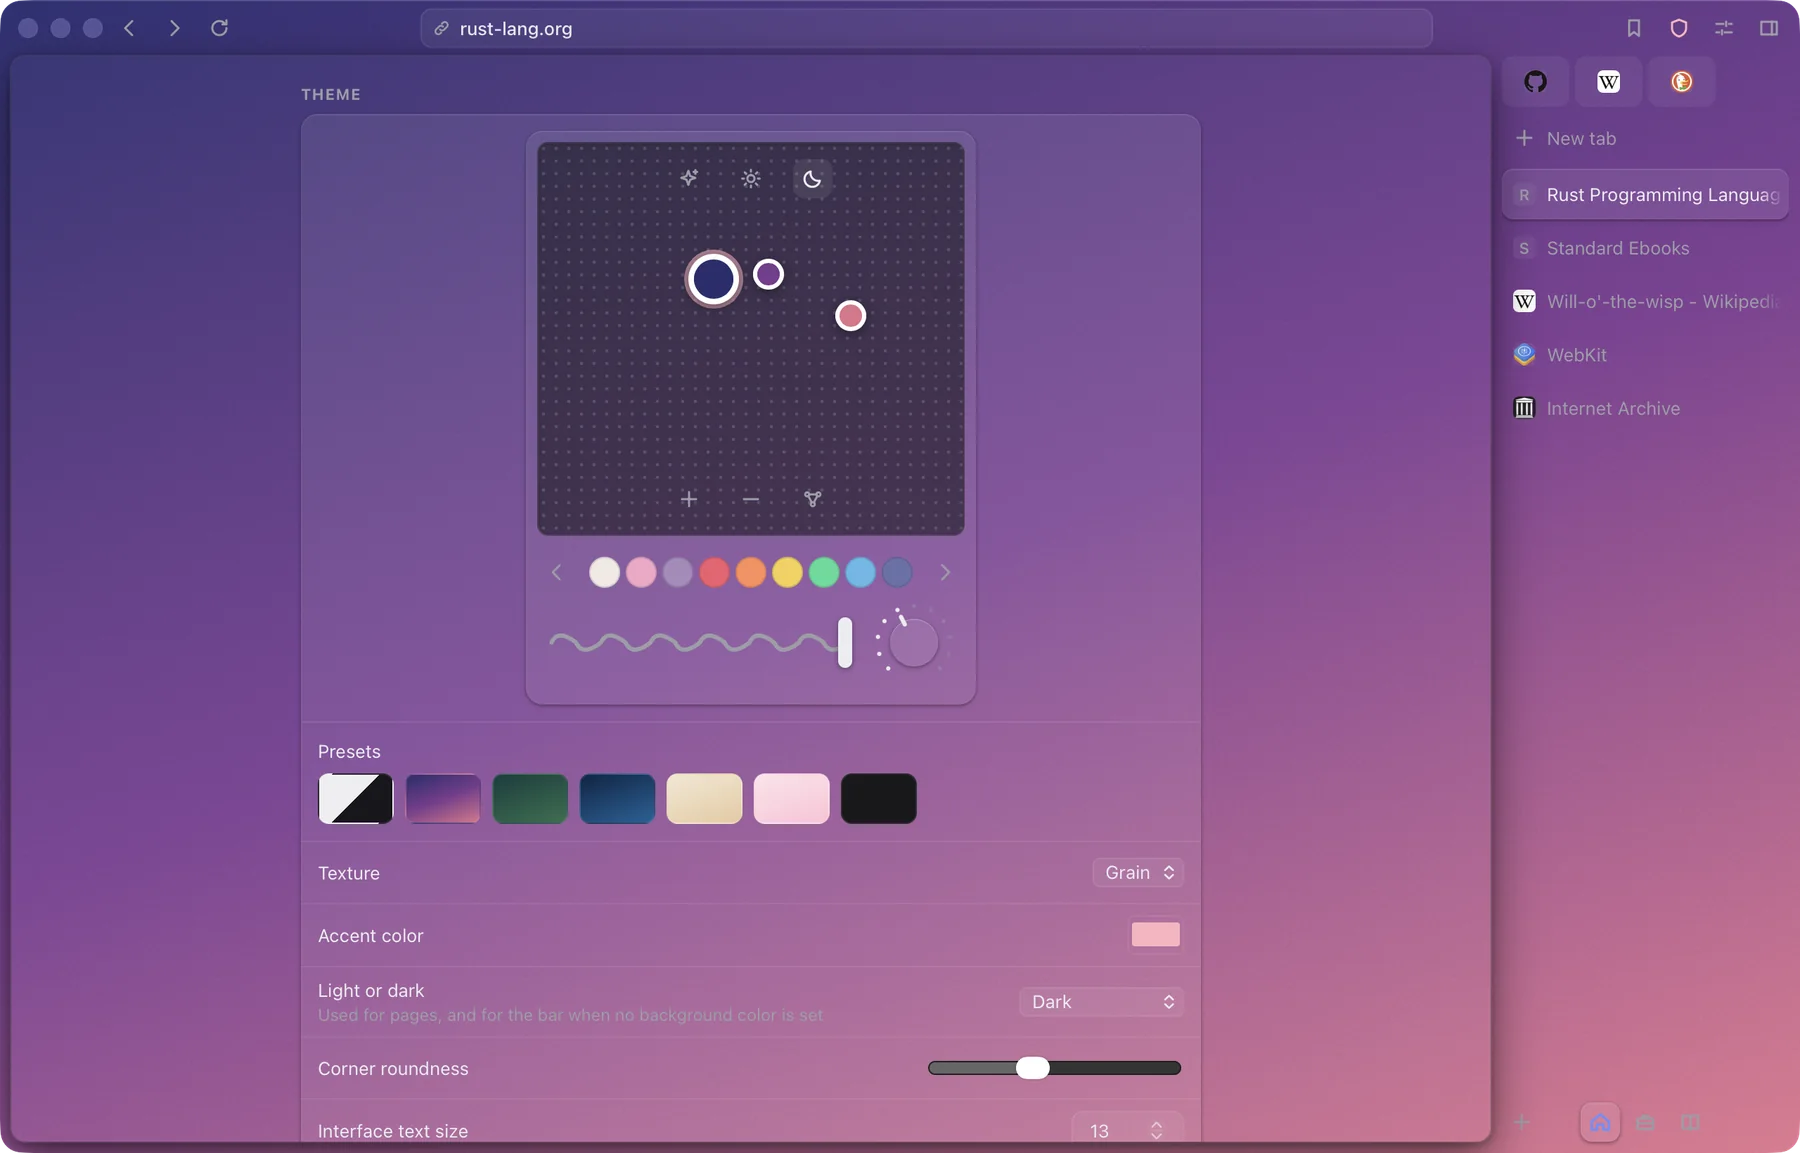 rust-lang.org
THEME
W
New tab
R Rust Programming Languag
S Standard Ebooks
W Will-o'-the-wisp - Wikipedia
WebKit
Internet Archive
Presets
Texture
Grain
Accent color
Light or dark
Used for pages, and for the bar when no background color is set
Dark
Corner roundness
Interface text size
13